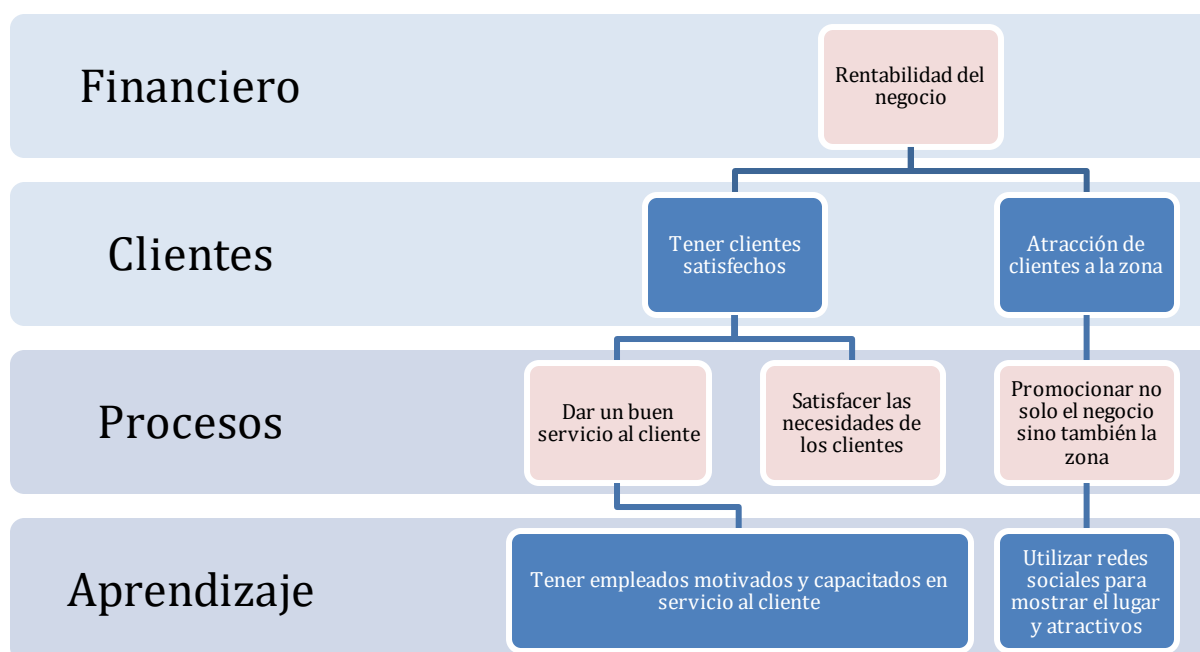 Financiero
Rentabilidad del
negocio
Clientes
Tener clientes
satisfechos
Atracción de
clientes a la zona
Procesos
Dar un buen
servicio al cliente
Satisfacer las
necesidades de
los clientes
Promocionar no
solo el negocio
sino también la
zona
Aprendizaje
Tener empleados motivados y capacitados en
servicio al cliente
Utilizar redes
sociales para
mostrar el lugar
y atractivos